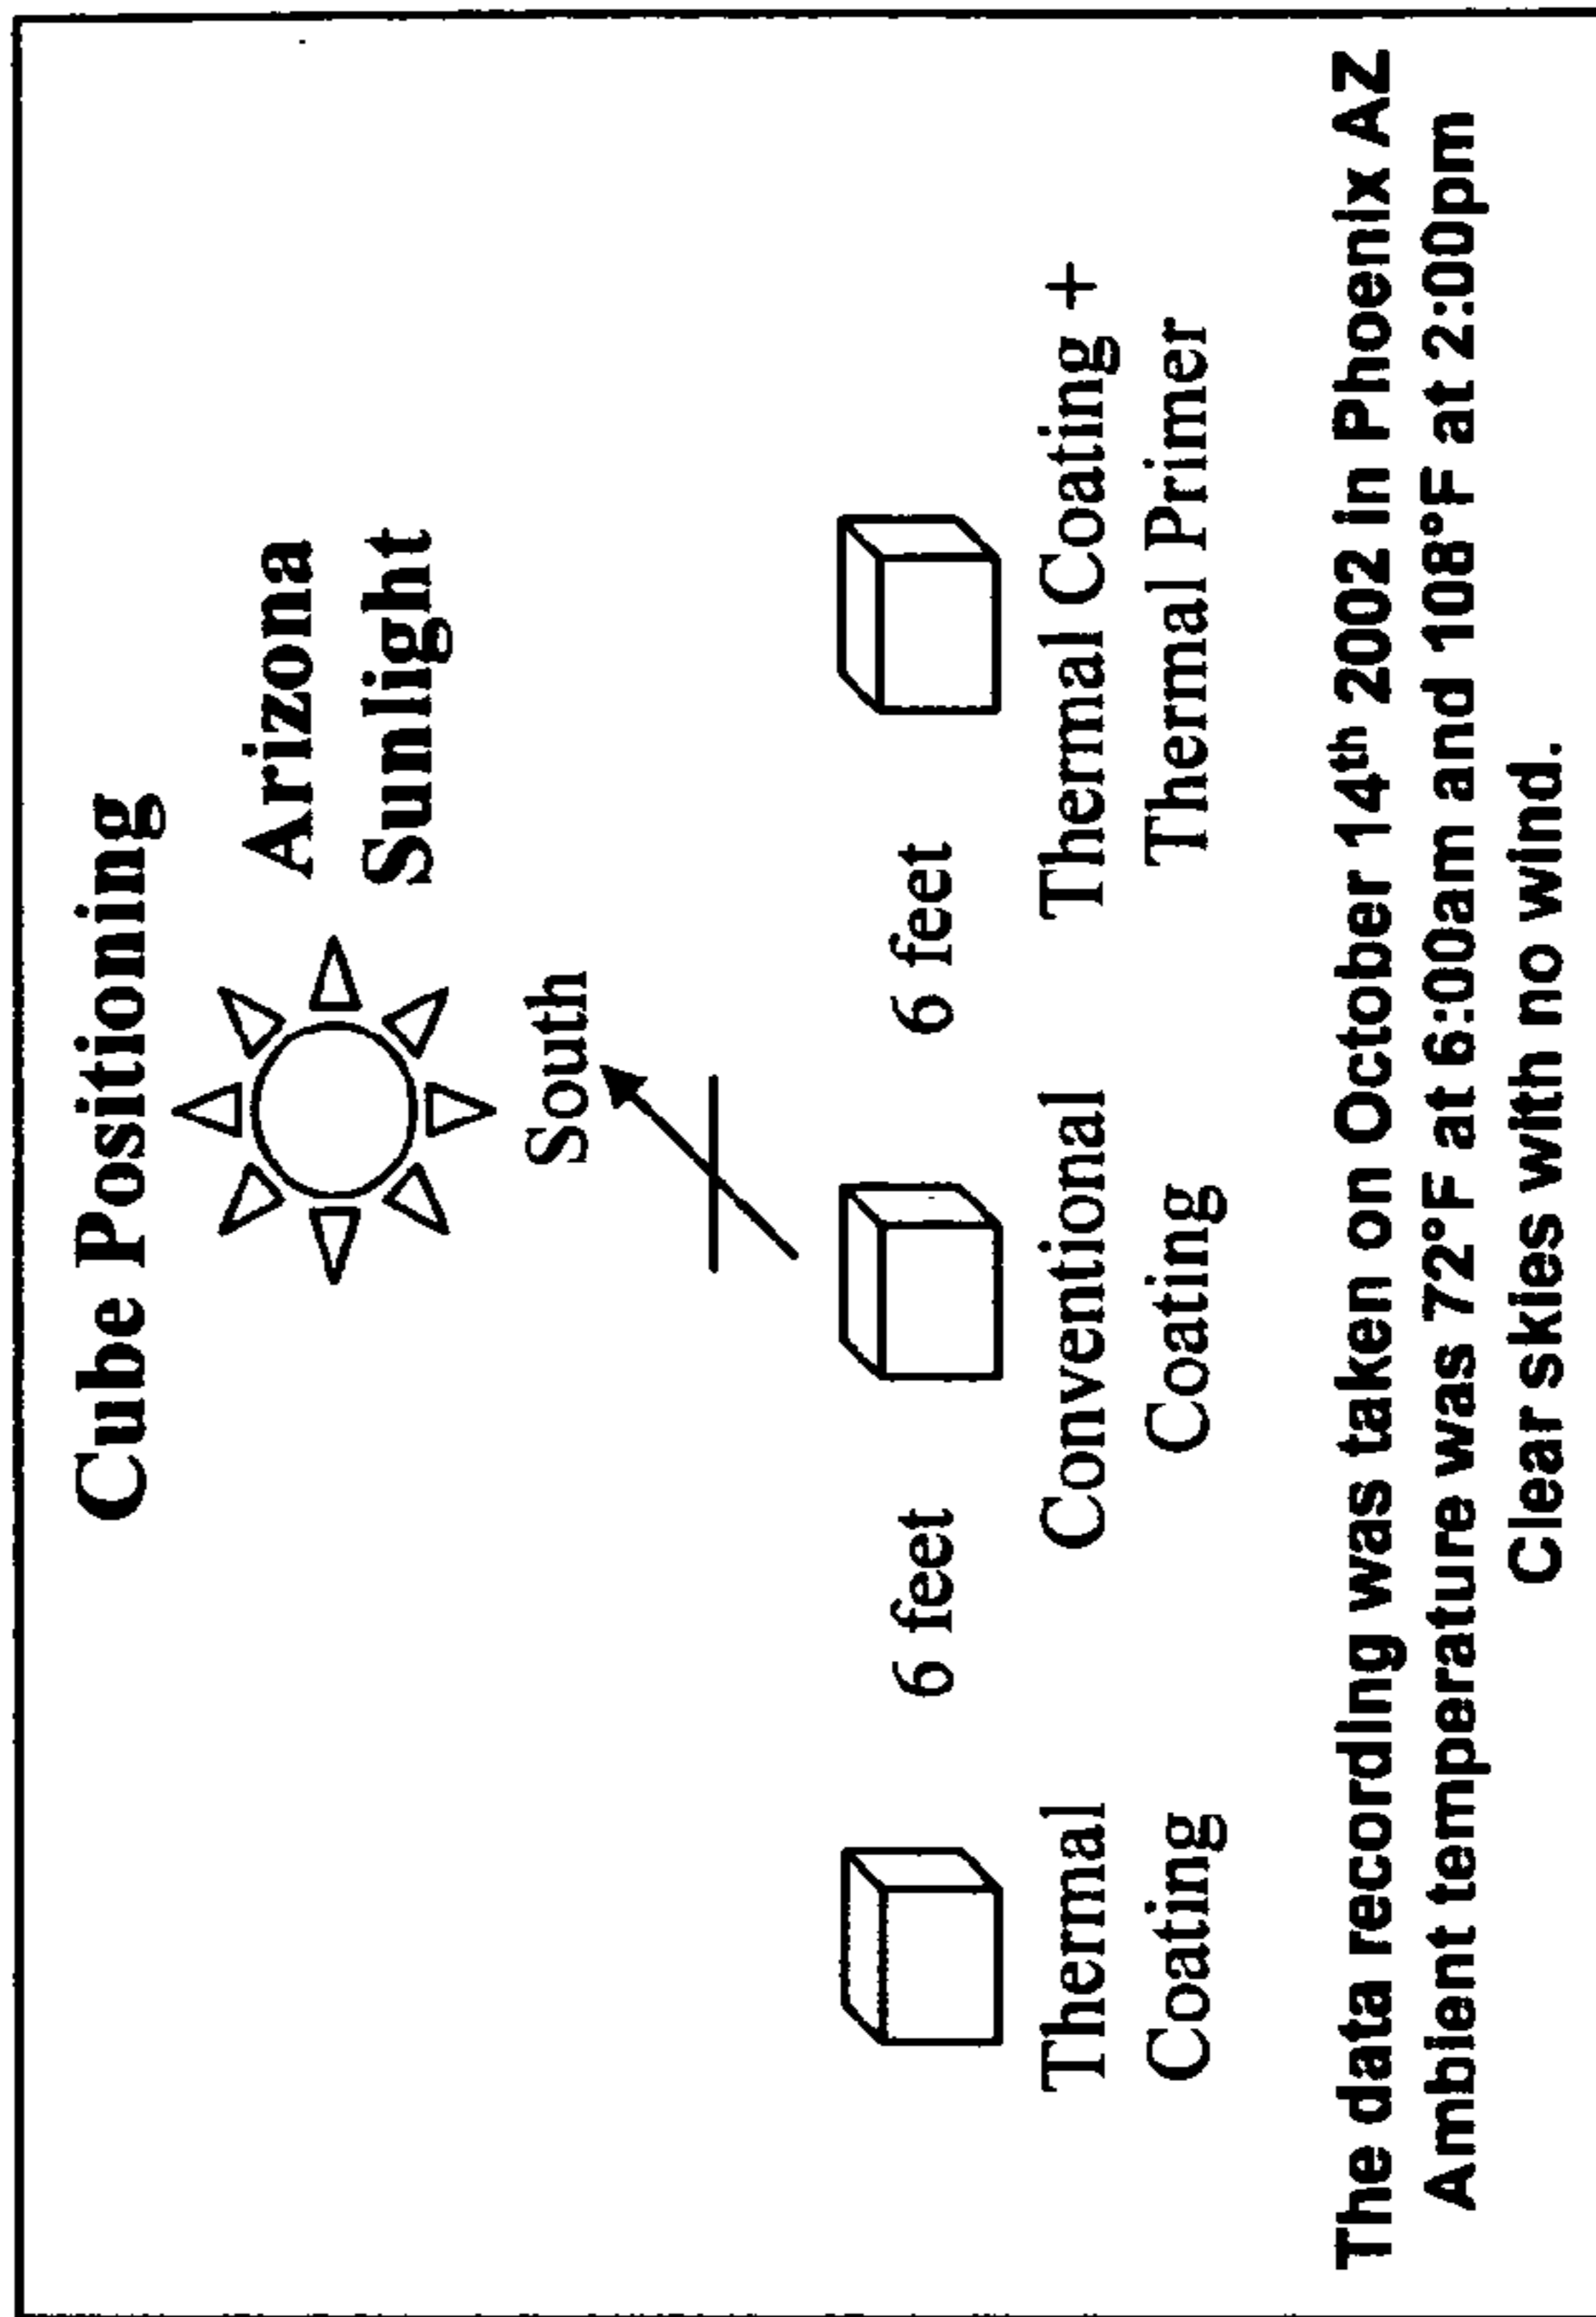 Cube Positioning
Arizona
Sunlight
South
6 feet
6 feet
Thermal
Coating
Conventional
Coating
Thermal Coating +
Thermal Primer
The data recording was taken on October 14th 2002 in Phoenix AZ
Ambient temperature was 72°F at 6:00am and 108°F at 2:00pm
Clear skies with no wind.